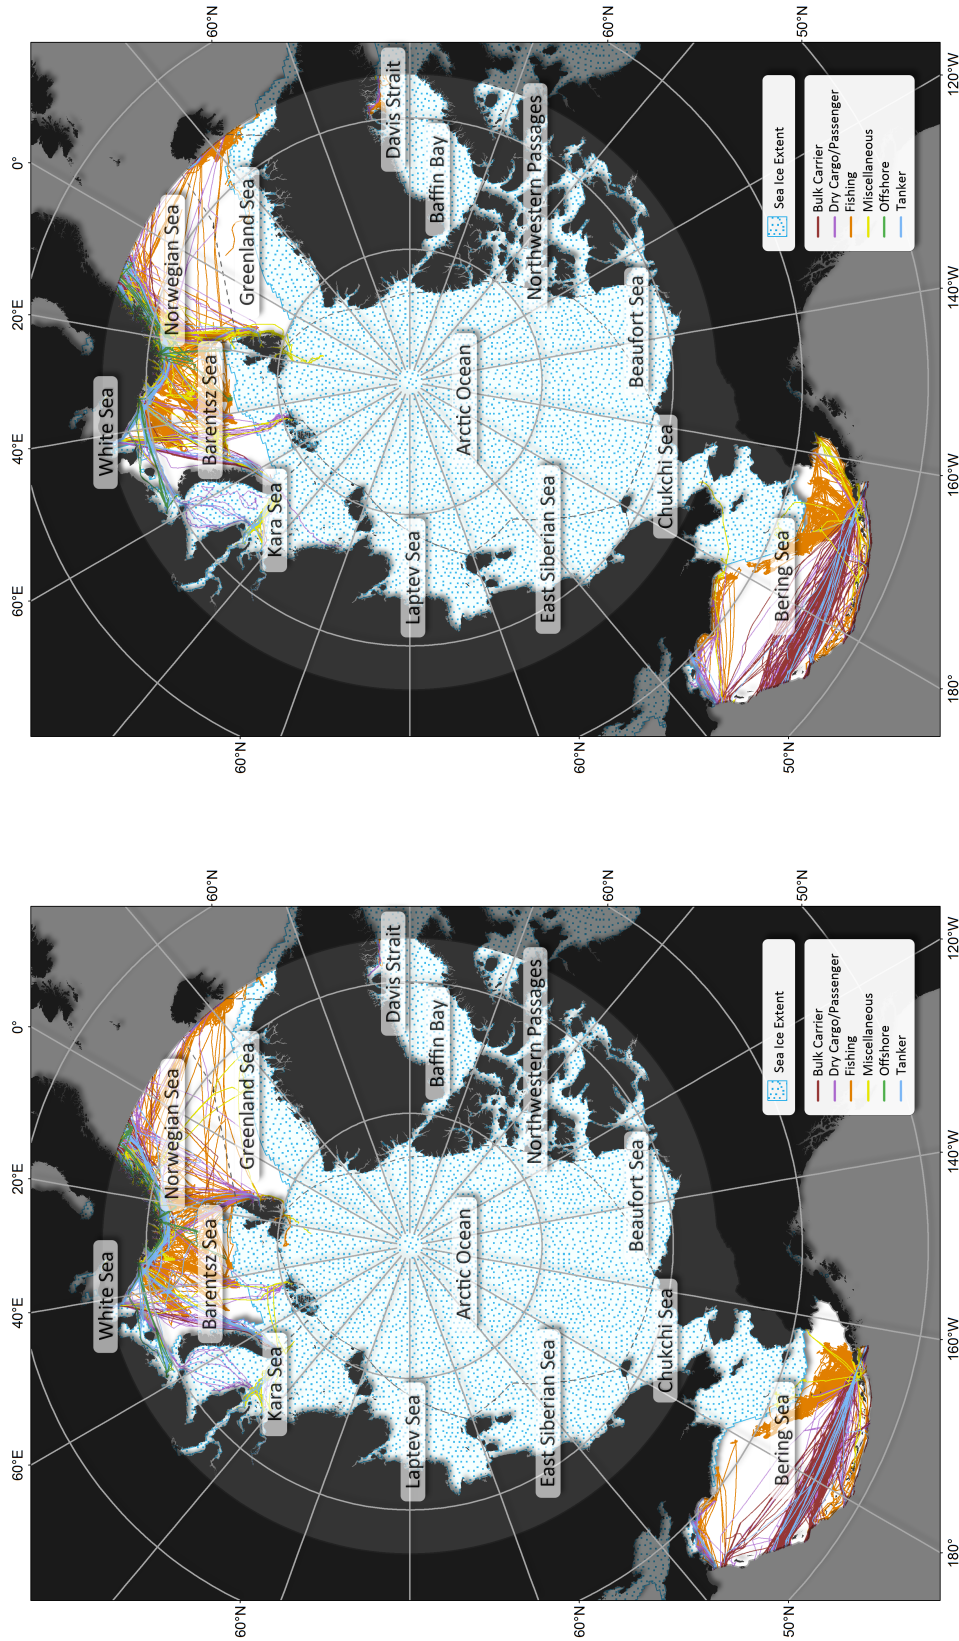 60°E
40°E
20°E
0°
White Sea
Norwegian Sea
Barentsz Sea
60°N
60°N
Greenland Sea
Kara Sea
Davis Strait
Laptev Sea
Baffin Bay
Arctic Ocean
Northwestern Passages
East Siberian Sea
60°N
60°N
Beaufort Sea
Chukchi Sea
Bering Sea
50°N
50°N
Sea Ice Extent
Bulk Carrier
Dry Cargo/Passenger
Fishing
Miscellaneous
Offshore
Tanker
180°
160°W
140°W
120°W
60°E
40°E
20°E
0°
White Sea
Norwegian Sea
Barentsz Sea
60°N
60°N
Greenland Sea
Kara Sea
Davis Strait
Laptev Sea
Baffin Bay
Arctic Ocean
Northwestern Passages
East Siberian Sea
60°N
60°N
Beaufort Sea
Chukchi Sea
Bering Sea
50°N
50°N
Sea Ice Extent
Bulk Carrier
Dry Cargo/Passenger
Fishing
Miscellaneous
Offshore
Tanker
180°
160°W
140°W
120°W